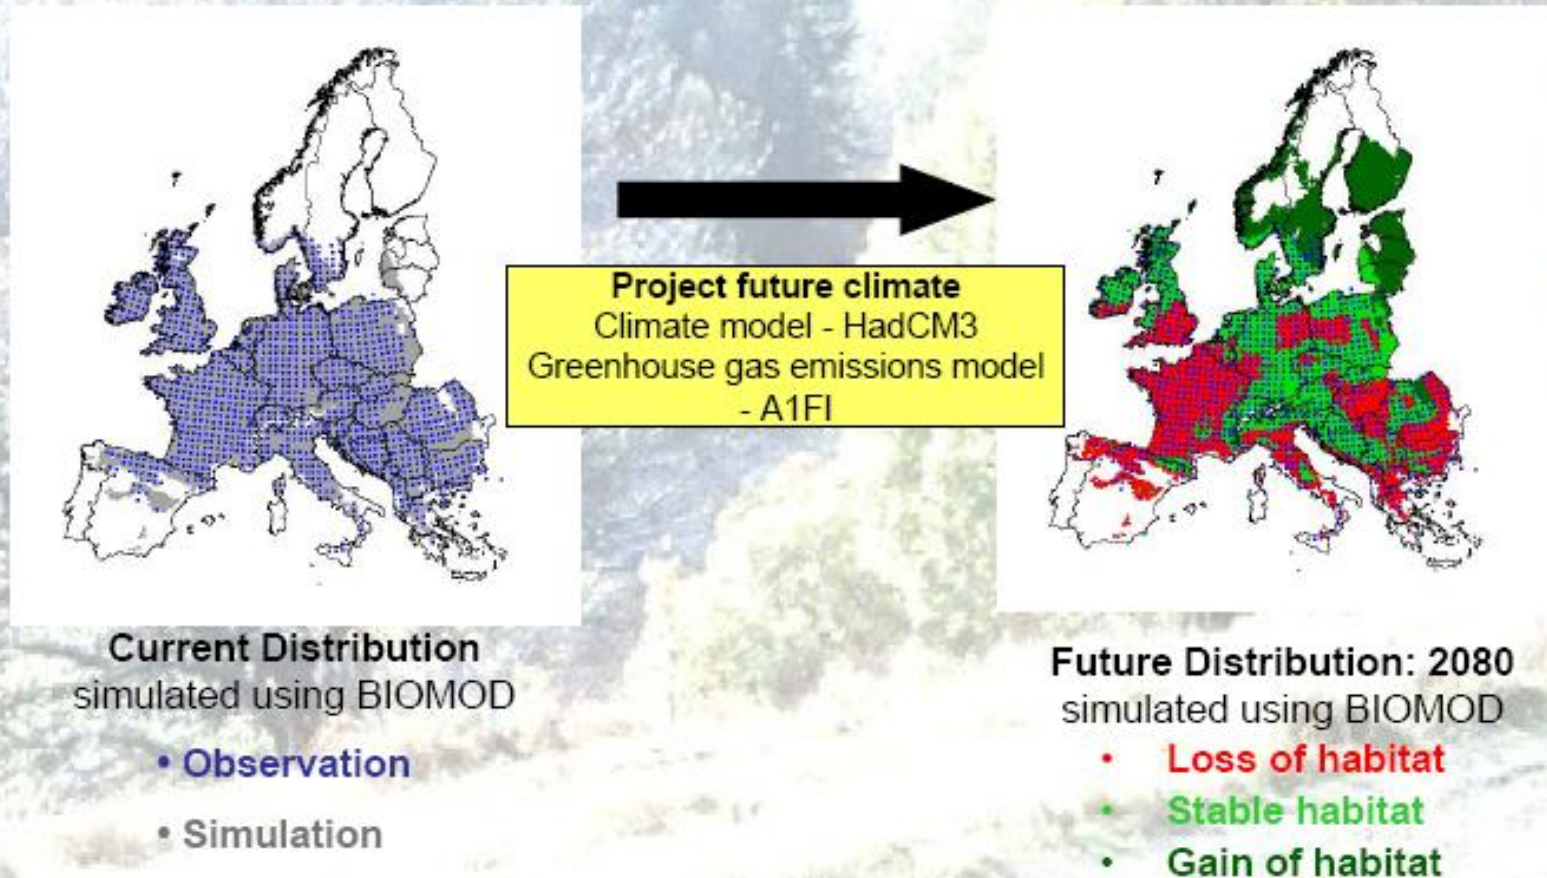 Project future climate
Climate model - HadCM3
Greenhouse gas emissions model
- A1FI
Current Distribution
simulated using BIOMOD
• Observation
• Simulation
Future Distribution: 2080
simulated using BIOMOD
• Loss of habitat
• Stable habitat
• Gain of habitat